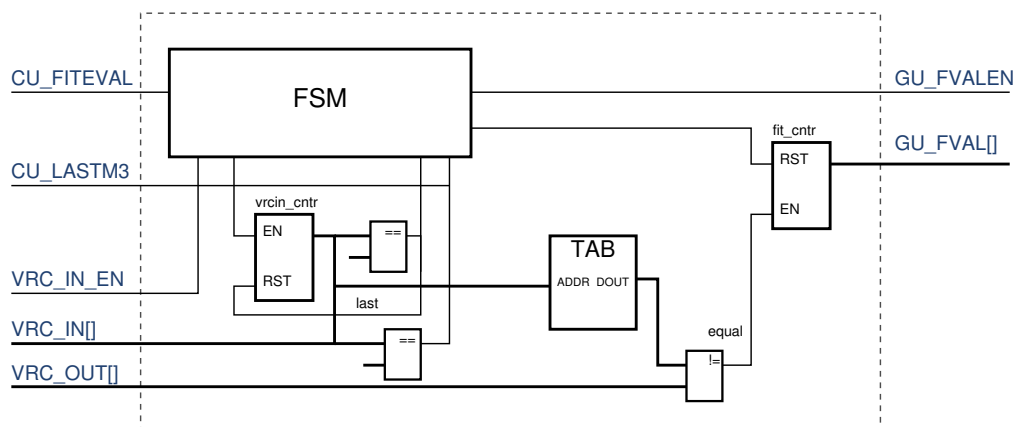 CU_FITEVAL
FSM
GU_FVALEN
fit_cntr
GU_FVAL[]
RST
CU_LASTM3
vrcin_cntr
EN
EN
==
TAB
VRC_IN_EN
RST
ADDR DOUT
last
VRC_IN[]
equal
==
VRC_OUT[]
!=